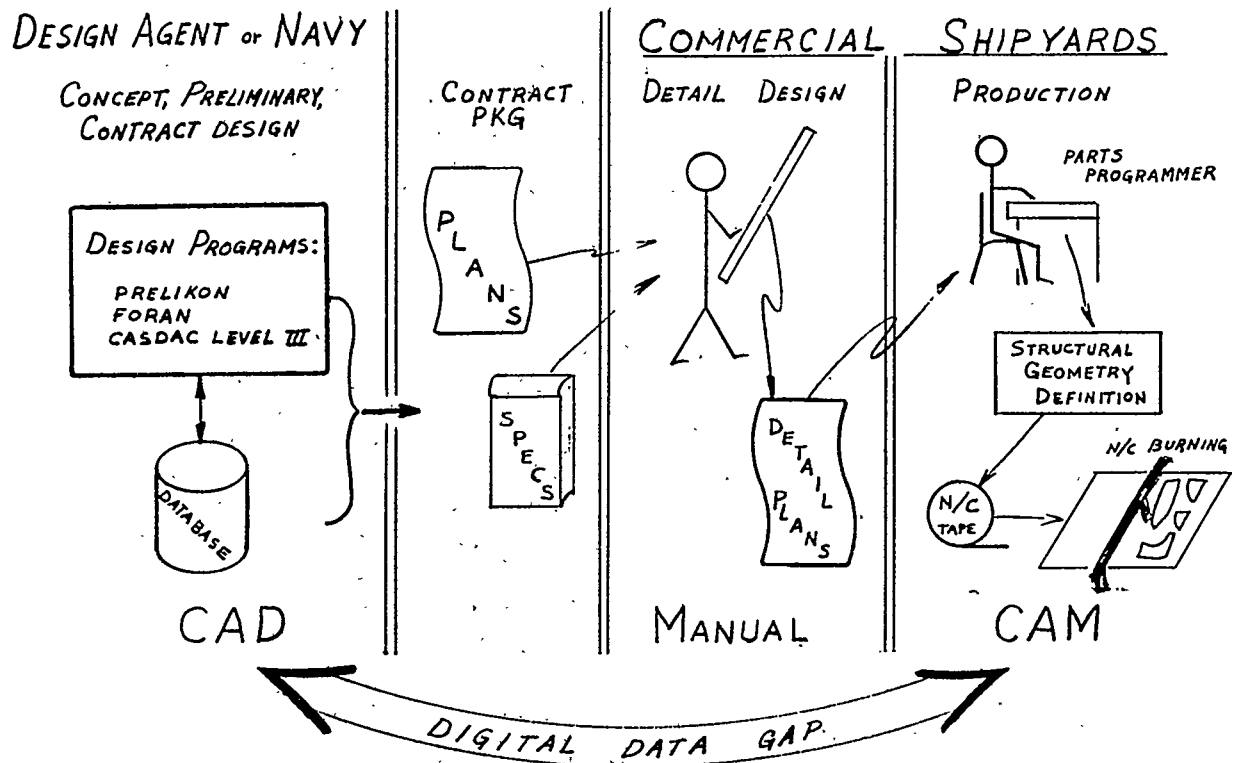 DESIGN AGENT or NAVY
CONCEPT, PRELIMINARY,
CONTRACT DESIGN
DESIGN PROGRAMS:
PRELIKON
FORAN
CASDAC LEVEL III
DATABASE
CAD
CONTRACT
PKG
PLANS
SPECS
COMMERCIAL SHIPYARDS
DETAIL DESIGN
DETAIL
PLANS
MANUAL
PRODUCTION
PARTS
PROGRAMMER
STRUCTURAL
GEOMETRY
DEFINITION
N/C BURNING
N/C
TAPE
CAM
DIGITAL DATA GAP